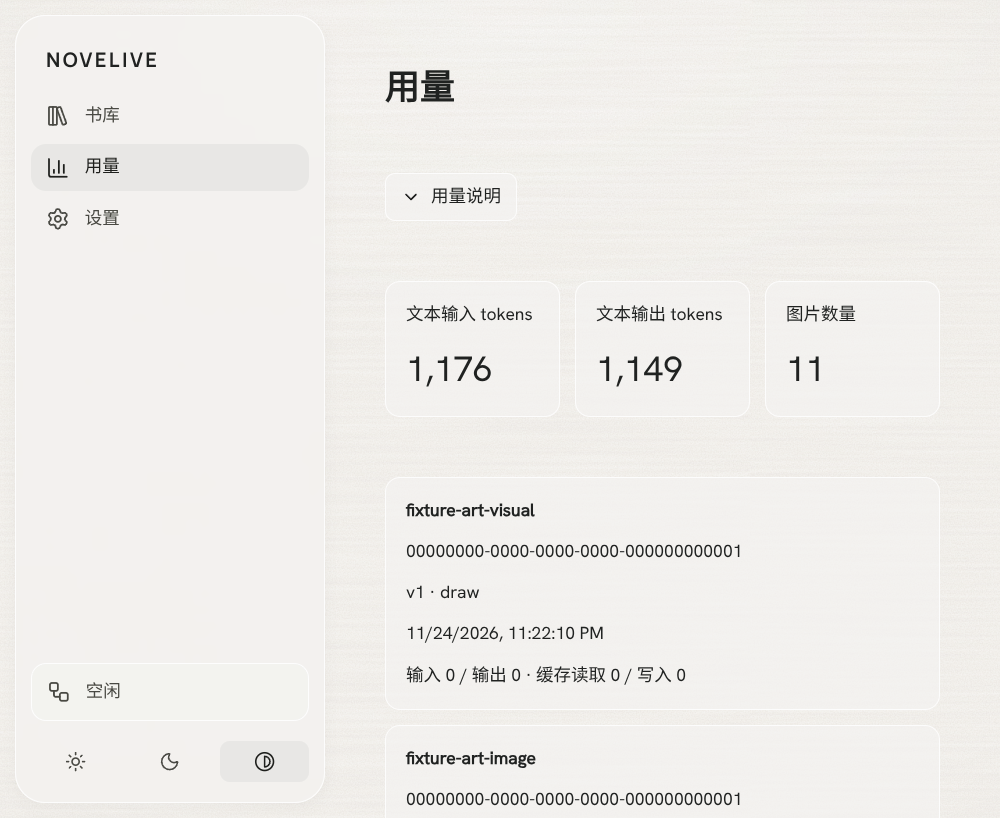 NOVELIVE
书库
用量
设置
空闲
用量
用量说明
文本输入 tokens
1,176
文本输出 tokens
1,149
图片数量
11
fixture-art-visual
00000000-0000-0000-0000-000000000001
v1 · draw
11/24/2026, 11:22:10 PM
输入 0 / 输出 0 · 缓存读取 0 / 写入 0
fixture-art-image
00000000-0000-0000-0000-000000000001